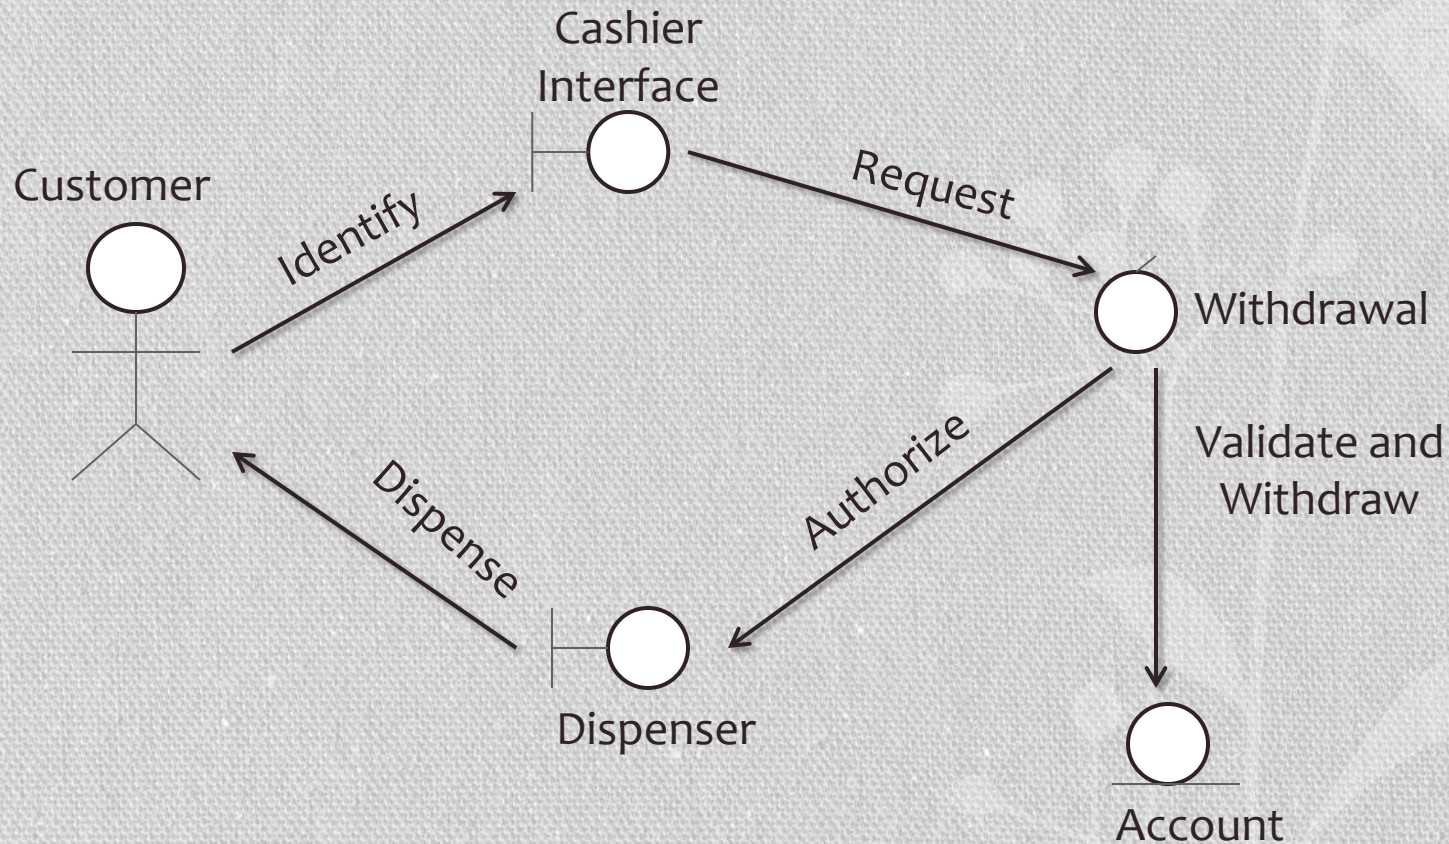 Cashier
Interface
Customer
Identify
Request
Withdrawal
Validate and
Withdraw
Authorize
Dispense
Dispenser
Account